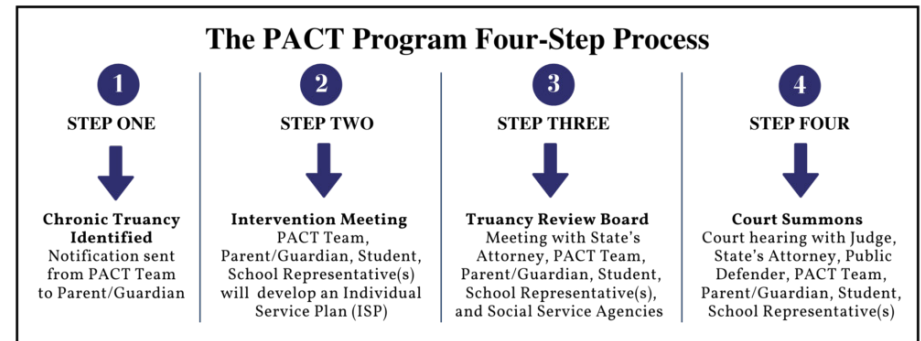 The PACT Program Four-Step Process
1
STEP ONE
Chronic Truancy
Identified
Notification sent
from PACT Team
to Parent/Guardian
2
STEP TWO
Intervention Meeting
PACT Team,
Parent/Guardian, Student,
School Representative(s)
will develop an Individual
Service Plan (ISP)
3
STEP THREE
Truancy Review Board
Meeting with State's
Attorney, PACT Team,
Parent/Guardian, Student,
School Representative(s),
and Social Service Agencies
4
STEP FOUR
Court Summons
Court hearing with Judge,
State's Attorney, Public
Defender, PACT Team,
Parent/Guardian, Student,
School Representative(s)